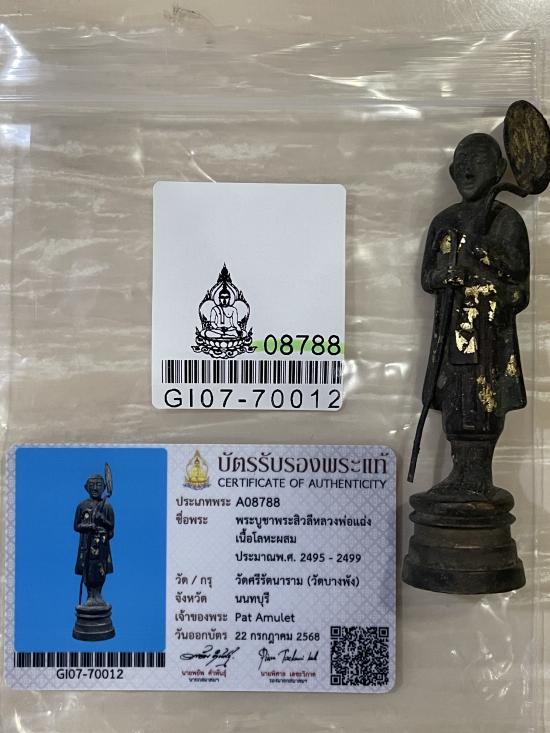 08788
GI07-70012
บัตรรับรองพระแท้
CERTIFICATE OF AUTHENTICITY
ประเภทพระ A08788
ชื่อพระ พระบูชาพระสิวลีหลวงพ่อแฉ่ง
เนื้อโลหะผสม
ประมาณพ.ศ. 2495 - 2499
วัด / กรุ วัดศรีรัตนาราม (วัดบางพัง)
จังหวัด นนทบุรี
เจ้าของพระ Pat Amulet
วันออกบัตร 22 กรกฎาคม 2568
GI07-70012